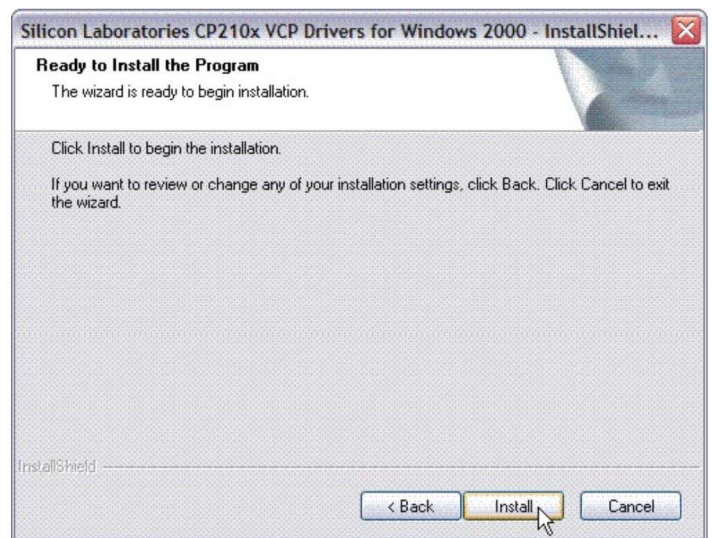 Silicon Laboratories CP210x VCP Drivers for Windows 2000 - InstallShiel...
Ready to Install the Program
The wizard is ready to begin installation.
Click Install to begin the installation.
If you want to review or change any of your installation settings, click Back. Click Cancel to exit
the wizard.
InstallShield
< Back Install Cancel